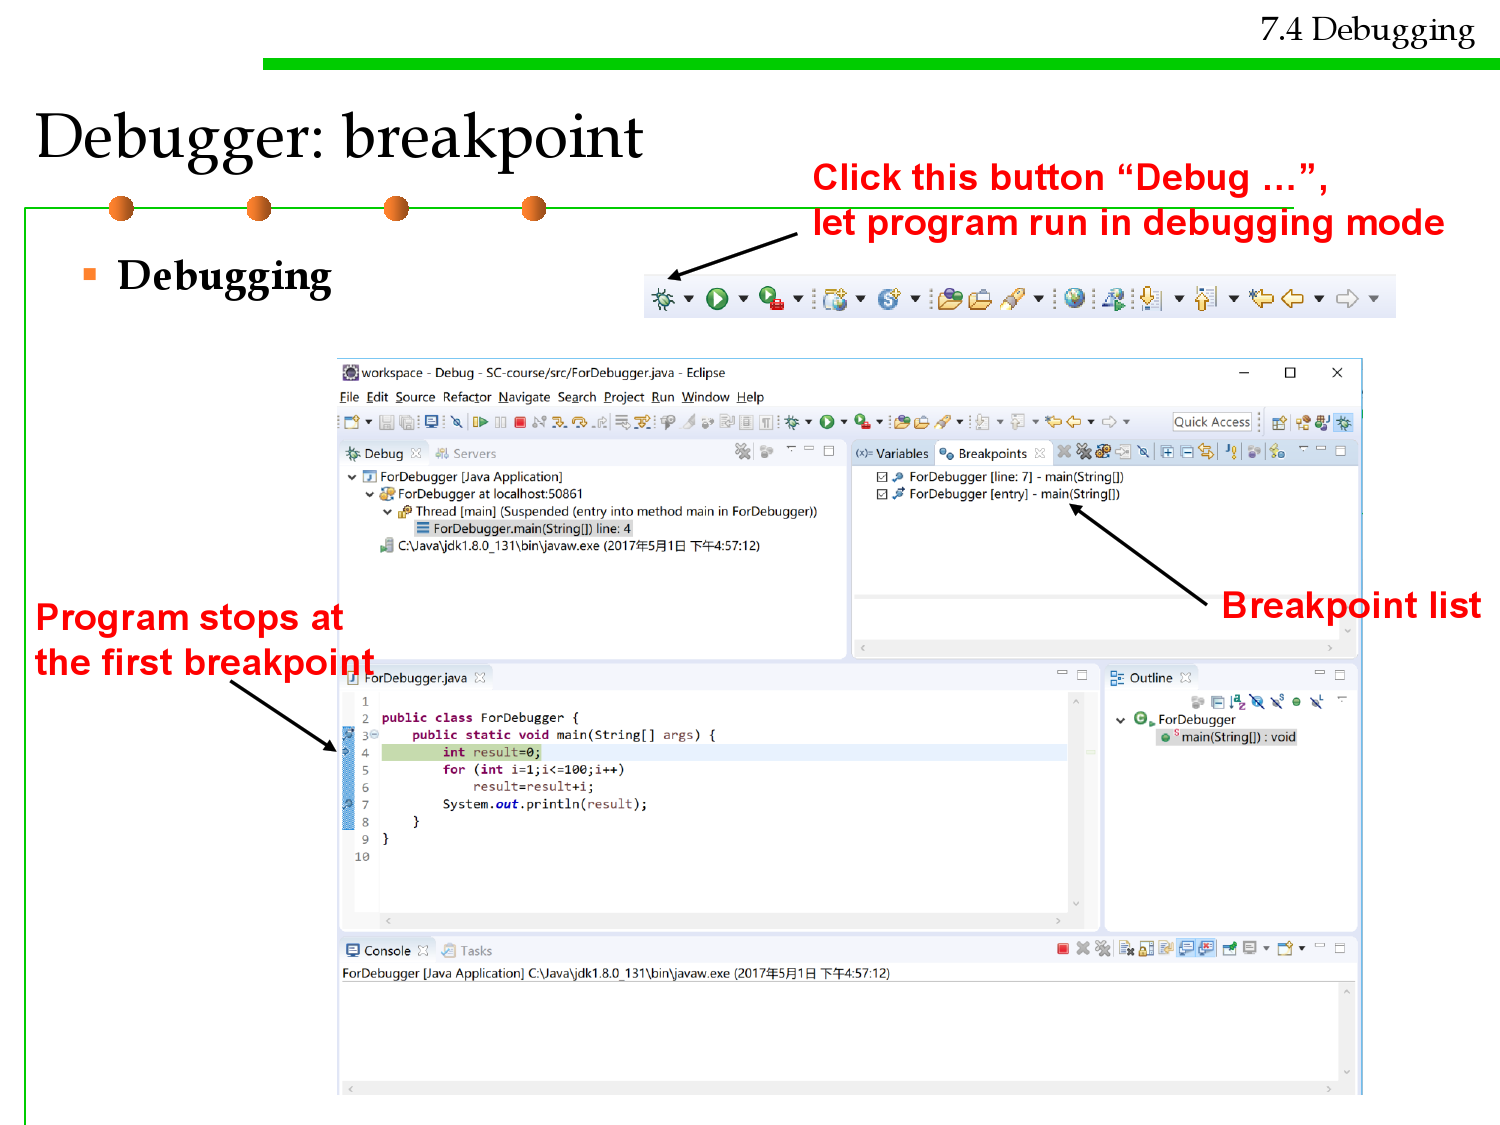 7.4 Debugging
Debugger: breakpoint
Click this button “Debug …”,
let program run in debugging mode
Debugging
workspace - Debug - SC-course/src/ForDebugger.java - Eclipse
File Edit Source Refactor Navigate Search Project Run Window Help
Quick Access
Debug Servers
ForDebugger [Java Application]
ForDebugger at localhost:50861
Thread [main] (Suspended (entry into method main in ForDebugger))
ForDebugger.main(String[]) line: 4
C:\Java\jdk1.8.0_131\bin\javaw.exe (2017年5月1日 下午4:57:12)
(x)= Variables Breakpoints
ForDebugger [line: 7] - main(String[])
ForDebugger [entry] - main(String[])
Breakpoint list
Program stops at
the first breakpoint
ForDebugger.java
1
2 public class ForDebugger {
3 public static void main(String[] args) {
4 int result=0;
5 for (int i=1;i<=100;i++)
6 result=result+i;
7 System.out.println(result);
8 }
9 }
10
Outline
ForDebugger
main(String[]) : void
Console Tasks
ForDebugger [Java Application] C:\Java\jdk1.8.0_131\bin\javaw.exe (2017年5月1日 下午4:57:12)